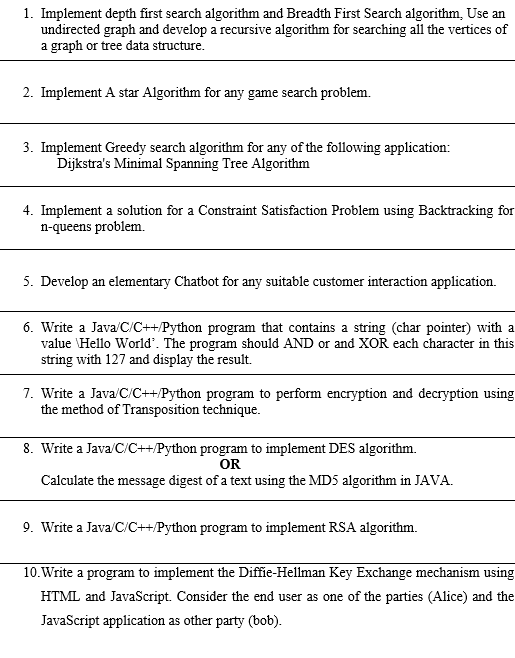 1. Implement depth first search algorithm and Breadth First Search algorithm, Use an
undirected graph and develop a recursive algorithm for searching all the vertices of
a graph or tree data structure.
2. Implement A star Algorithm for any game search problem.
3. Implement Greedy search algorithm for any of the following application:
Dijkstra's Minimal Spanning Tree Algorithm
4. Implement a solution for a Constraint Satisfaction Problem using Backtracking for
n-queens problem.
5. Develop an elementary Chatbot for any suitable customer interaction application.
6. Write a Java/C/C++/Python program that contains a string (char pointer) with a
value \Hello World’. The program should AND or and XOR each character in this
string with 127 and display the result.
7. Write a Java/C/C++/Python program to perform encryption and decryption using
the method of Transposition technique.
8. Write a Java/C/C++/Python program to implement DES algorithm.
OR
Calculate the message digest of a text using the MD5 algorithm in JAVA.
9. Write a Java/C/C++/Python program to implement RSA algorithm.
10.Write a program to implement the Diffie-Hellman Key Exchange mechanism using
HTML and JavaScript. Consider the end user as one of the parties (Alice) and the
JavaScript application as other party (bob).